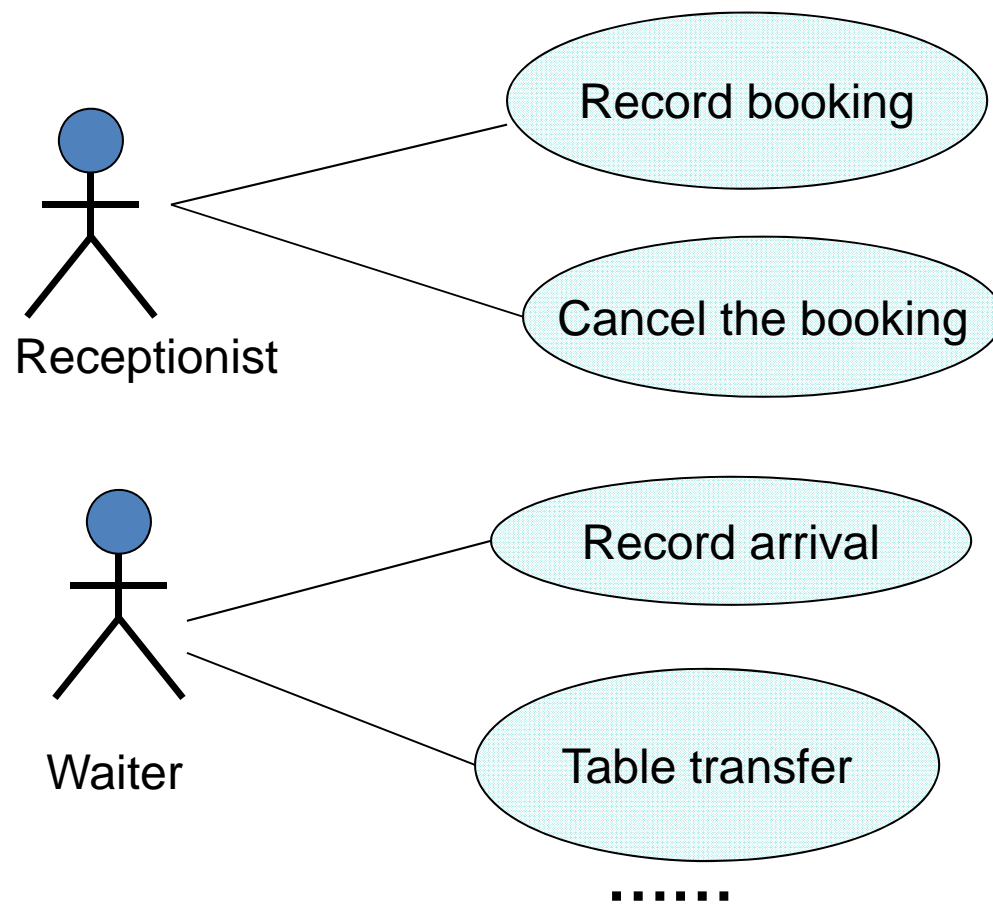 Record booking
Cancel the booking
Receptionist
Record arrival
Table transfer
Waiter
......